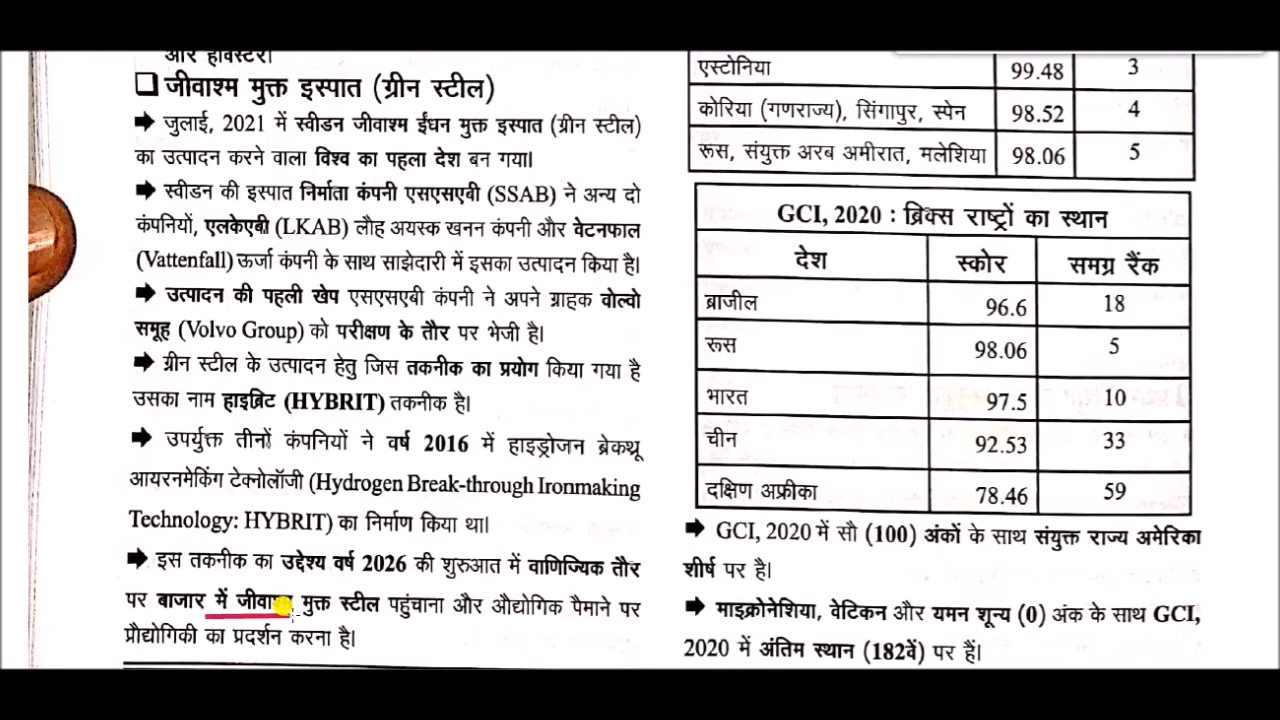 और हार्वेस्टर।
❑ जीवाश्म मुक्त इस्पात (ग्रीन स्टील)
➡ जुलाई, 2021 में स्वीडन जीवाश्म ईंधन मुक्त इस्पात (ग्रीन स्टील)
का उत्पादन करने वाला विश्व का पहला देश बन गया।
➡ स्वीडन की इस्पात निर्माता कंपनी एसएसएबी (SSAB) ने अन्य दो
कंपनियों, एलकेएबी (LKAB) लौह अयस्क खनन कंपनी और वेटनफाल
(Vattenfall) ऊर्जा कंपनी के साथ साझेदारी में इसका उत्पादन किया है।
➡ उत्पादन की पहली खेप एसएसएबी कंपनी ने अपने ग्राहक वोल्वो
समूह (Volvo Group) को परीक्षण के तौर पर भेजी है।
➡ ग्रीन स्टील के उत्पादन हेतु जिस तकनीक का प्रयोग किया गया है
उसका नाम हाइब्रिट (HYBRIT) तकनीक है।
➡ उपर्युक्त तीनों कंपनियों ने वर्ष 2016 में हाइड्रोजन ब्रेकथ्रू
आयरनमेकिंग टेक्नोलॉजी (Hydrogen Break-through Ironmaking
Technology: HYBRIT) का निर्माण किया था।
➡ इस तकनीक का उद्देश्य वर्ष 2026 की शुरुआत में वाणिज्यिक तौर
पर बाजार में जीवाश्म मुक्त स्टील पहुंचाना और औद्योगिक पैमाने पर
प्रौद्योगिकी का प्रदर्शन करना है।
एस्टोनिया 99.48 3
कोरिया (गणराज्य), सिंगापुर, स्पेन 98.52 4
रूस, संयुक्त अरब अमीरात, मलेशिया 98.06 5
GCI, 2020 : ब्रिक्स राष्ट्रों का स्थान
देश स्कोर समग्र रैंक
ब्राजील 96.6 18
रूस 98.06 5
भारत 97.5 10
चीन 92.53 33
दक्षिण अफ्रीका 78.46 59
➡ GCI, 2020 में सौ (100) अंकों के साथ संयुक्त राज्य अमेरिका
शीर्ष पर है।
➡ माइक्रोनेशिया, वेटिकन और यमन शून्य (0) अंक के साथ GCI,
2020 में अंतिम स्थान (182वें) पर हैं।